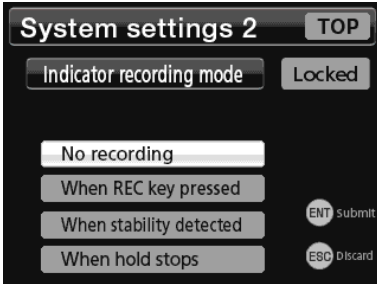 System settings 2 TOP
Indicator recording mode Locked
No recording
When REC key pressed
When stability detected
ENT Submit
When hold stops
ESC Discard